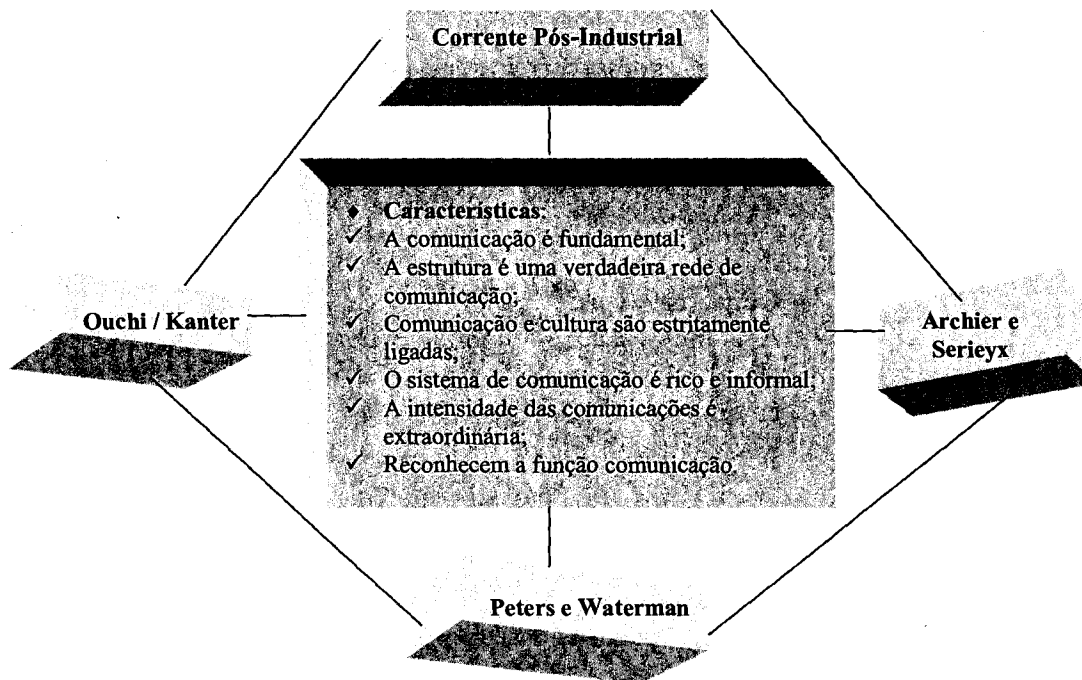 Corrente Pós-Industrial
♦ Características:
✓ A comunicação é fundamental;
✓ A estrutura é uma verdadeira rede de
comunicação;
✓ Comunicação e cultura são estritamente
ligadas;
✓ O sistema de comunicação é rico e informal;
✓ A intensidade das comunicações é
extraordinária;
✓ Reconhecem a função comunicação.
Ouchi / Kanter
Archier e
Serieyx
Peters e Waterman